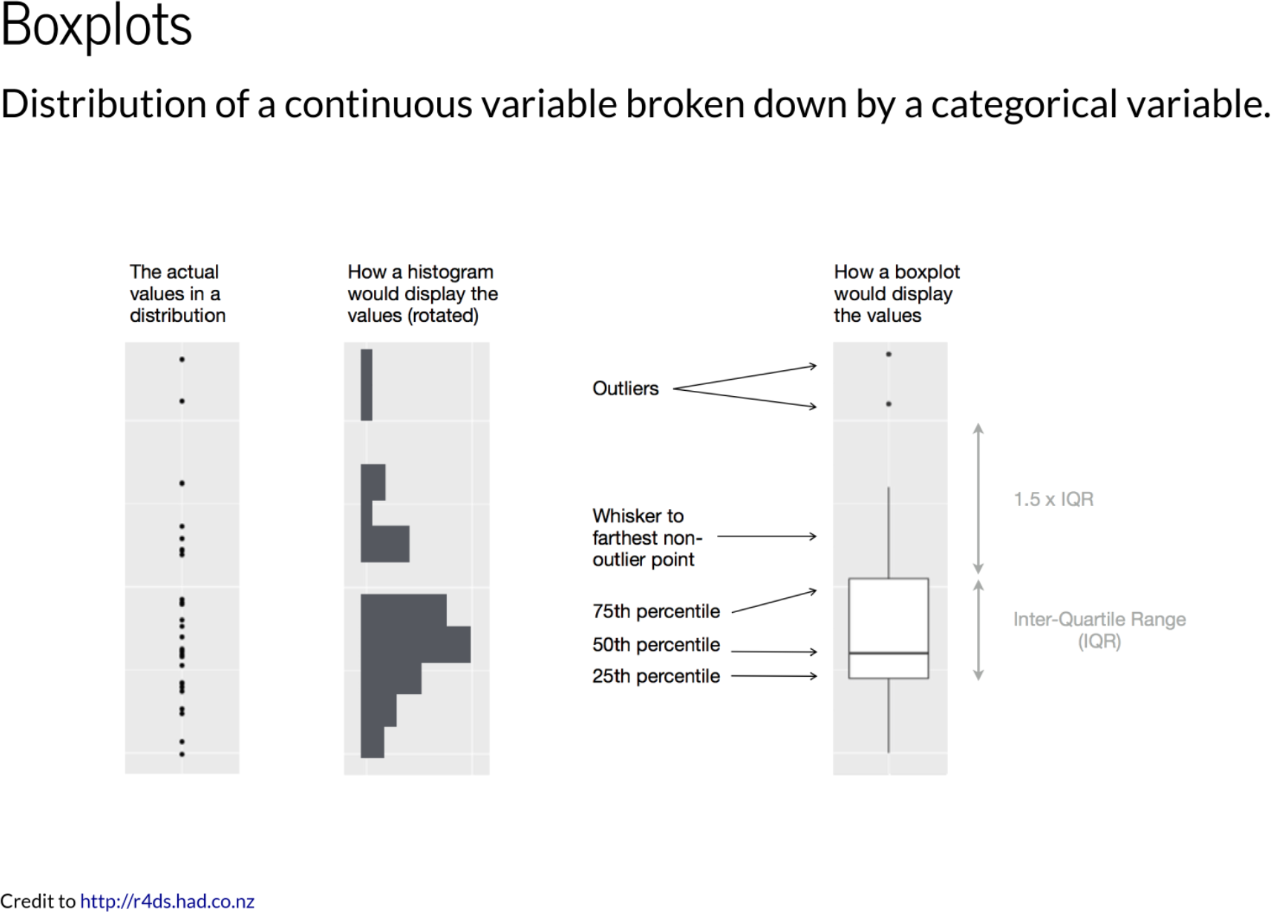 Boxplots
Distribution of a continuous variable broken down by a categorical variable.
The actual
values in a
distribution
How a histogram
would display the
values (rotated)
How a boxplot
would display
the values
Outliers
1.5 x IQR
Whisker to
farthest non-
outlier point
75th percentile
50th percentile
25th percentile
Inter-Quartile Range
(IQR)
Credit to http://r4ds.had.co.nz